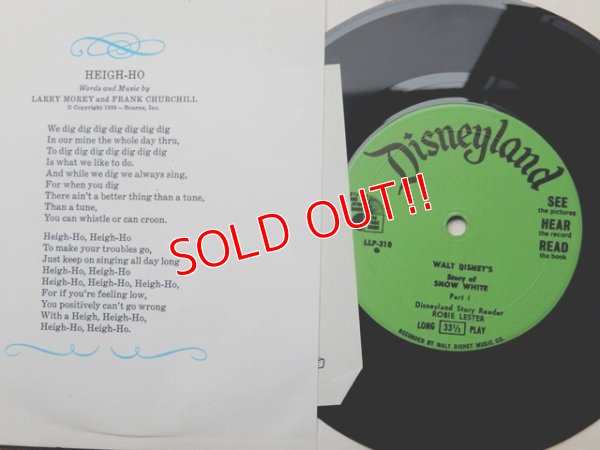 HEIGH-HO
Words and Music by
LARRY MOREY and FRANK CHURCHILL
© Copyright 1938 – Bourne, Inc.
We dig dig dig dig dig dig dig
In our mine the whole day thru,
To dig dig dig dig dig dig dig
Is what we like to do.
And while we dig we always sing,
For when you dig
There ain't a better thing than a tune,
Than a tune,
You can whistle or can croon.
Heigh-Ho, Heigh-Ho
To make your troubles go,
Just keep on singing all day long
Heigh-Ho, Heigh-Ho
Heigh-Ho, Heigh-Ho, Heigh-Ho,
For if you're feeling low,
You positively can't go wrong
With a Heigh, Heigh-Ho,
Heigh-Ho, Heigh-Ho.
SOLD OUT!!
Disneyland
SEE
the pictures
HEAR
the record
READ
the book
LLP-310
WALT DISNEY'S
Story of
SNOW WHITE
Part 1
Disneyland Story Reader
ROBIE LESTER
LONG 33⅓ PLAY
RECORDED BY WALT DISNEY MUSIC CO.